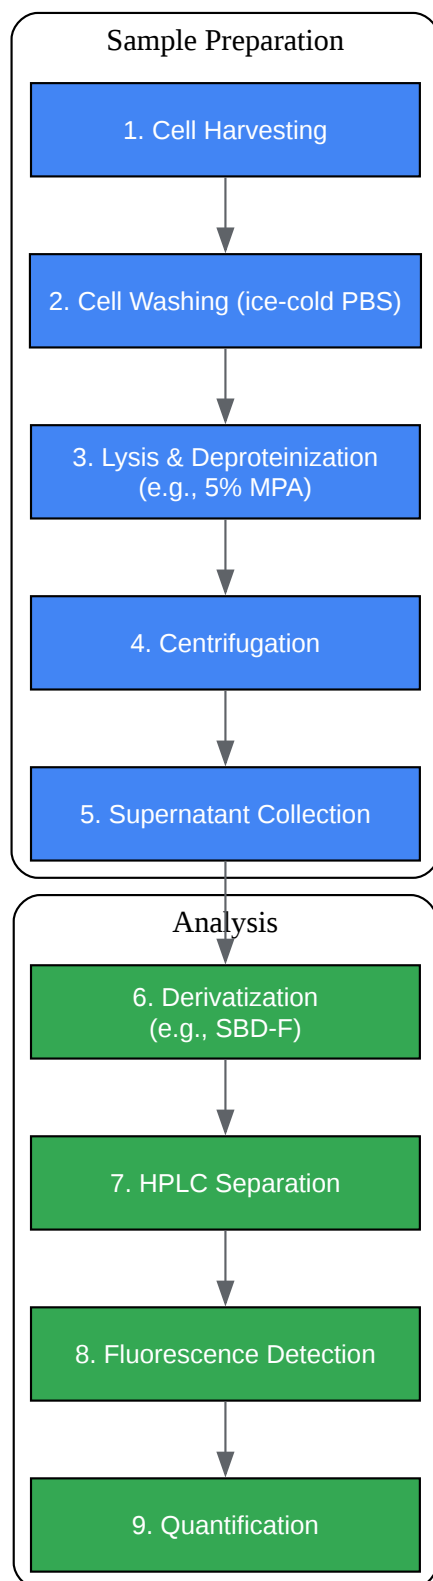 Sample Preparation
1. Cell Harvesting
2. Cell Washing (ice-cold PBS)
3. Lysis & Deproteinization
(e.g., 5% MPA)
4. Centrifugation
5. Supernatant Collection
Analysis
6. Derivatization
(e.g., SBD-F)
7. HPLC Separation
8. Fluorescence Detection
9. Quantification